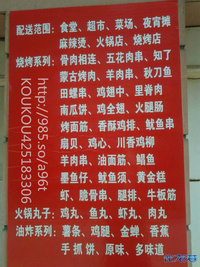 配送范围：食堂、超市、菜场、夜宵摊
麻辣烫、火锅店、烧烤店
烧烤系列：骨肉相连、五花肉串、知了
蒙古烤肉、羊肉串、秋刀鱼
田螺串、鸡翅中、里脊肉
南瓜饼、鸡全翅、火腿肠
烤面筋、香酥鸡排、鱿鱼串
扇贝、鸡心、川香鸡柳
羊肉串、油面筋、鲳鱼
墨鱼仔、鱿鱼须、黄金糕
虾、脆骨串、腿排、牛板筋
火锅丸子：鸡丸、鱼丸、虾丸、肉丸
油炸系列：薯条、鸡腿、金蝉、香蕉
手抓饼、原味、多味道
http://985.so/a96t
KOUKOU425183306